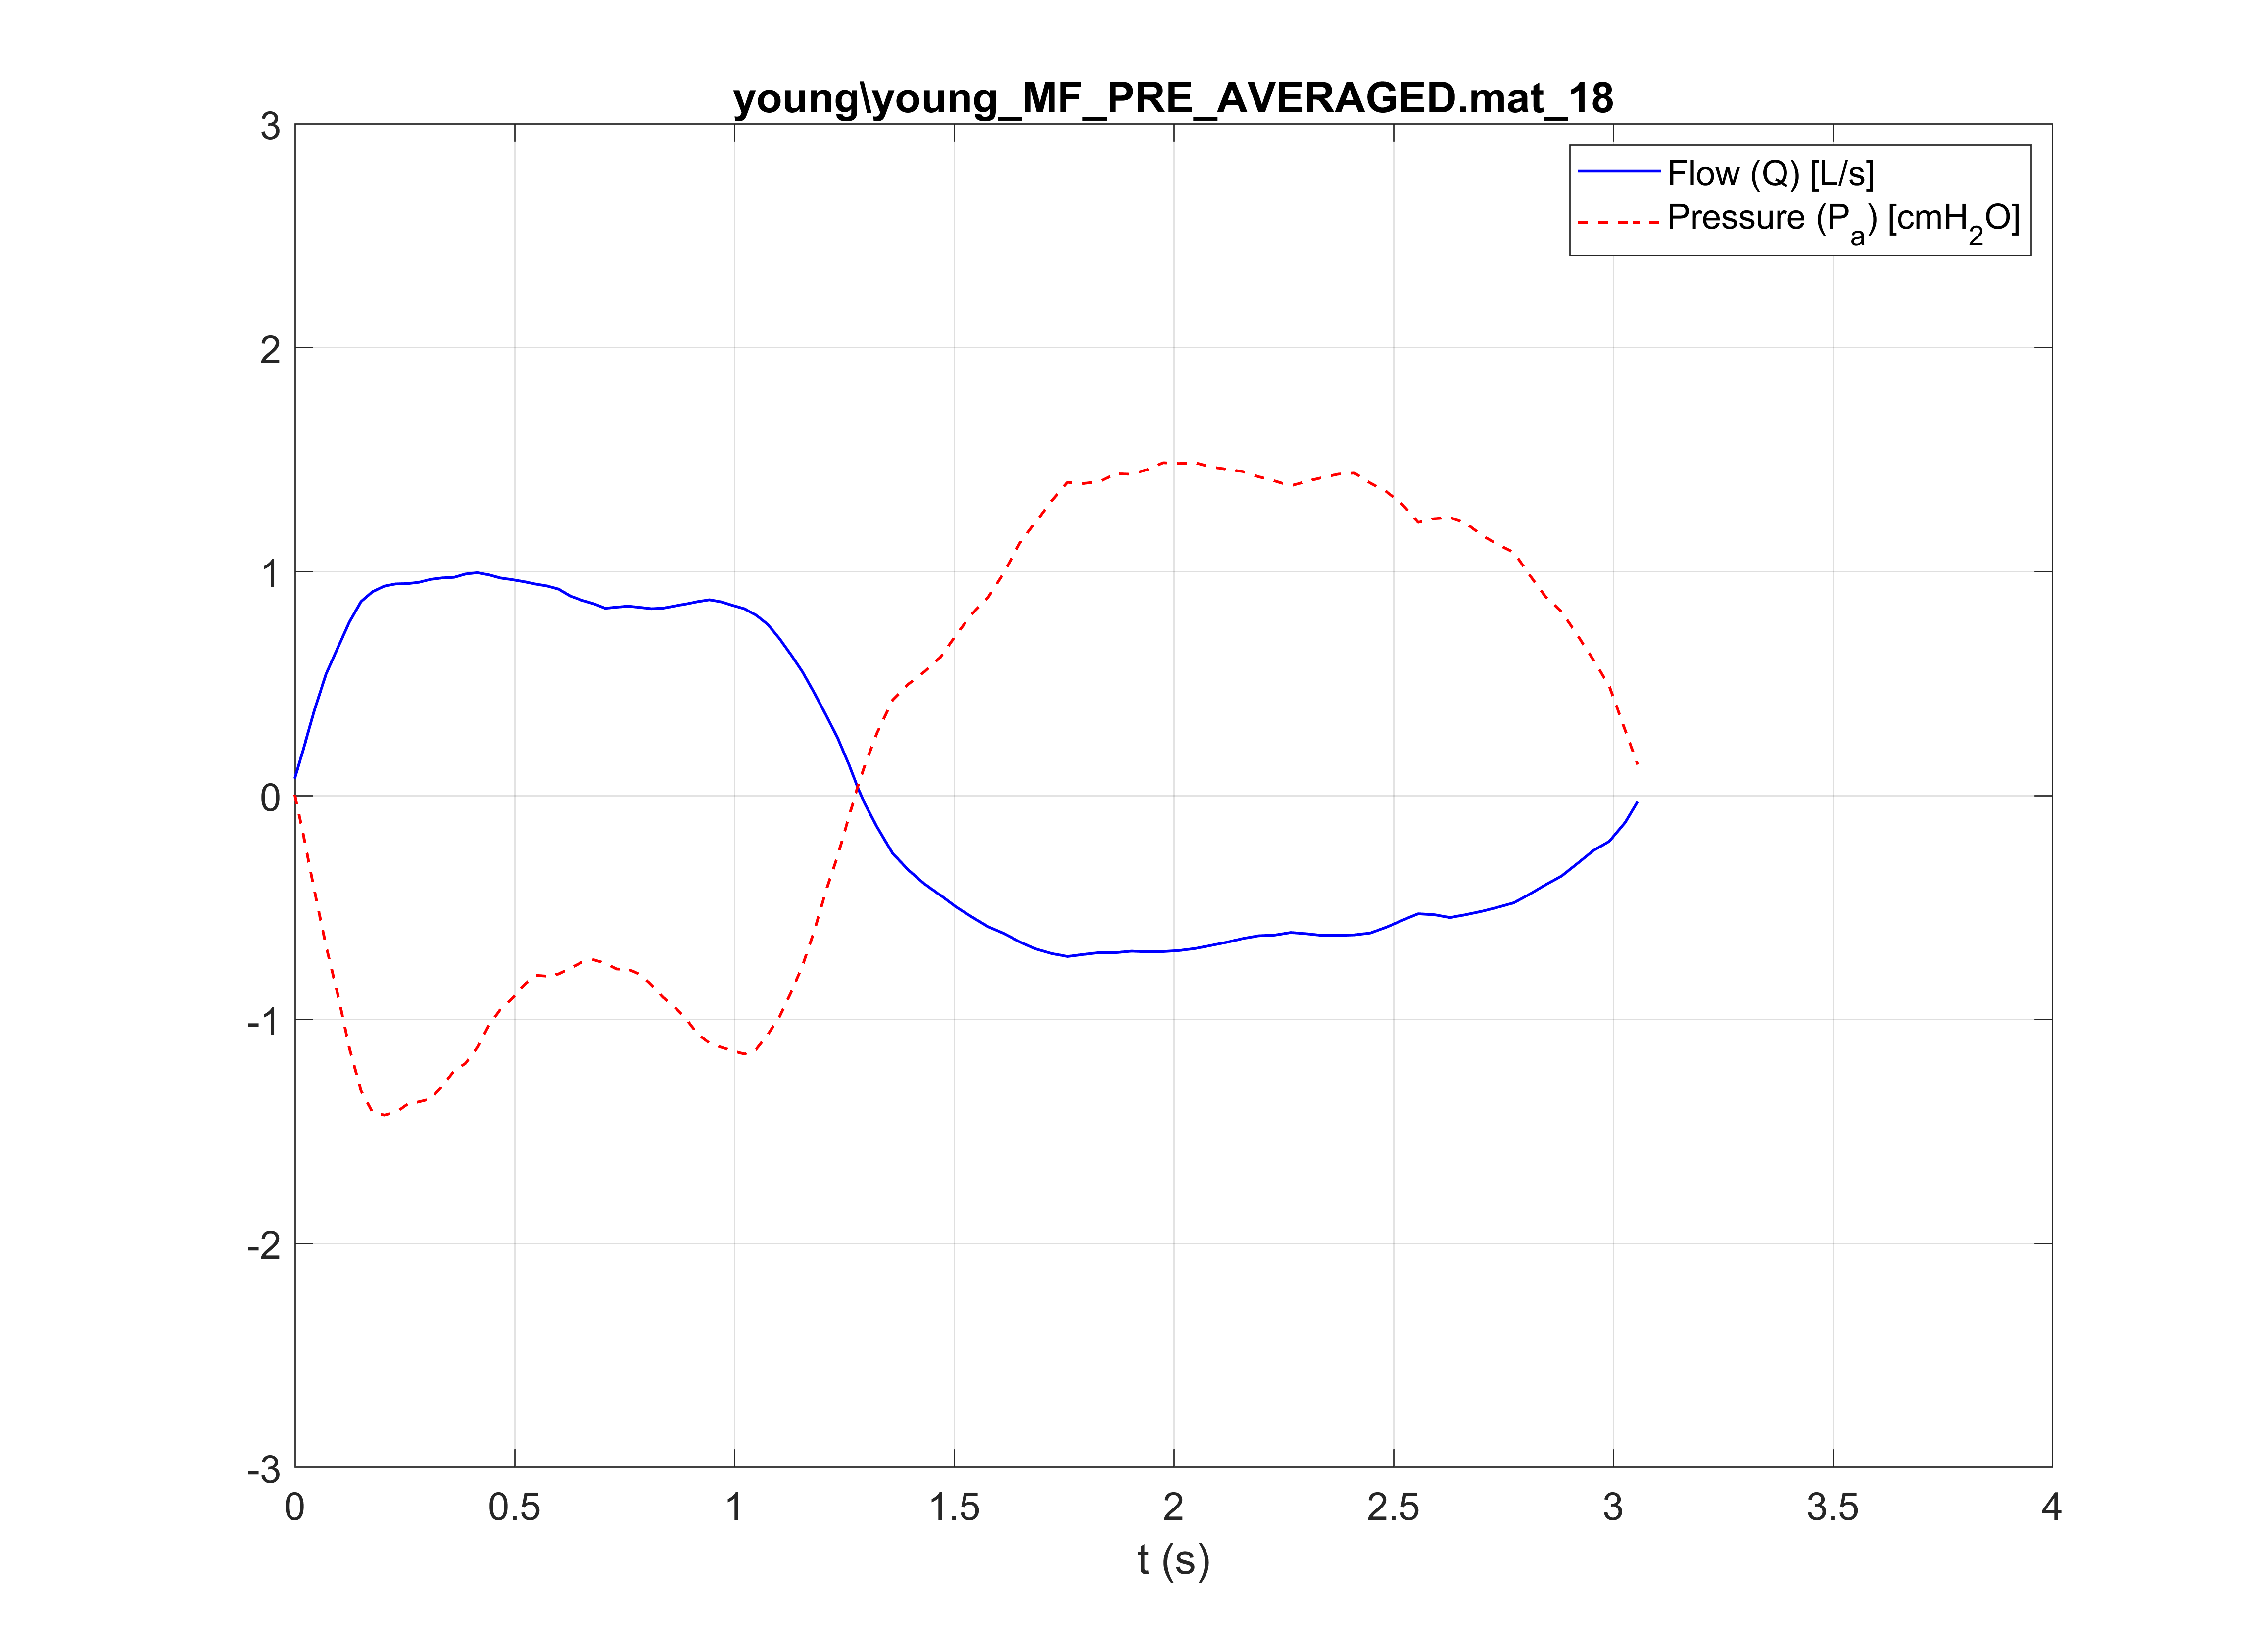 young\young_MF_PRE_AVERAGED.mat_18
Flow (Q) [L/s]
Pressure (Pa) [cmH2O]
3
2
1
0
-1
-2
-3
0 0.5 1 1.5 2 2.5 3 3.5 4
t (s)